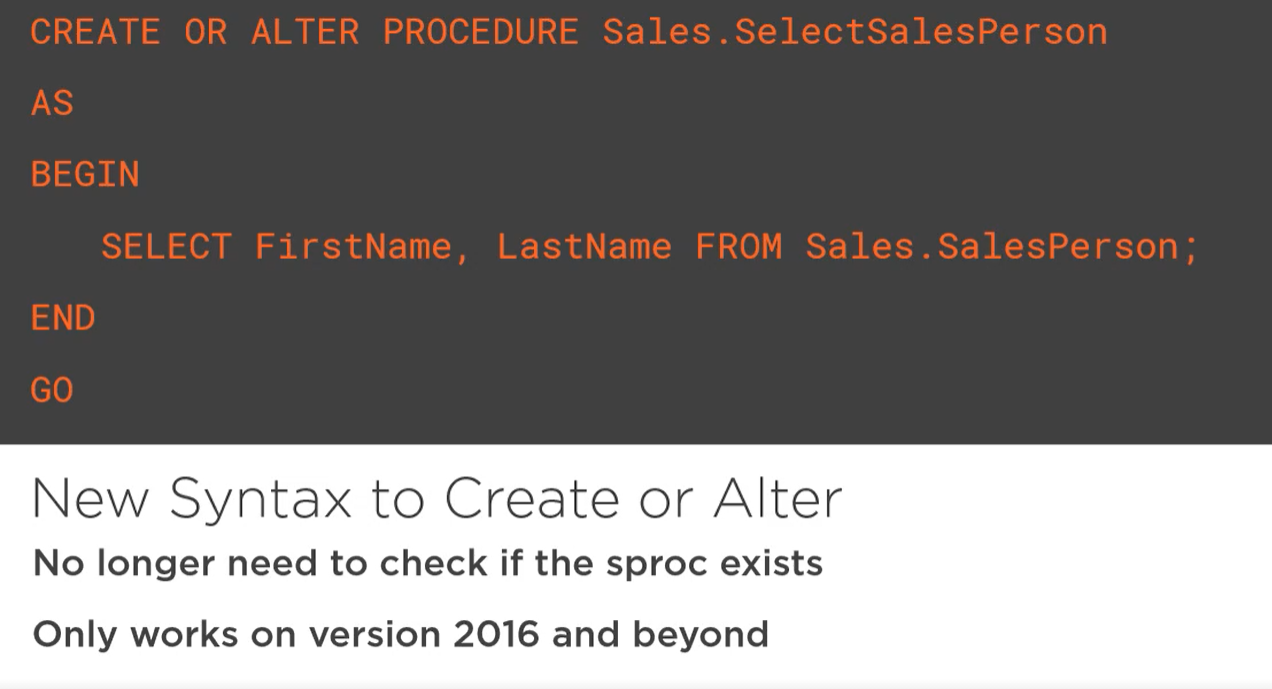 CREATE OR ALTER PROCEDURE Sales.SelectSalesPerson
AS
BEGIN
    SELECT FirstName, LastName FROM Sales.SalesPerson;
END
GO
New Syntax to Create or Alter
No longer need to check if the sproc exists
Only works on version 2016 and beyond